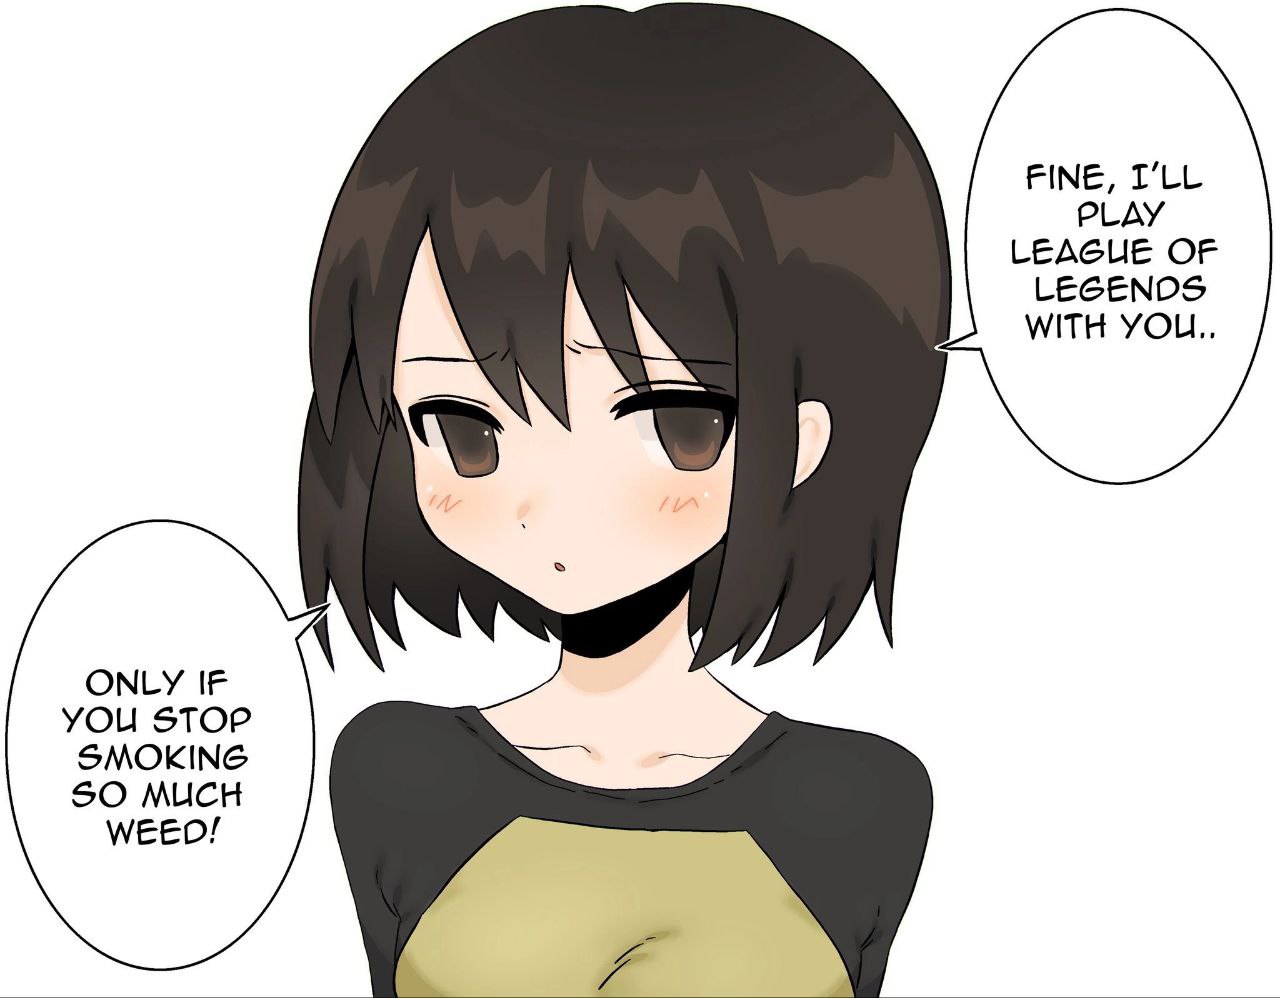 FINE, I'LL
PLAY
LEAGUE OF
LEGENDS
WITH YOU..
ONLY IF
YOU STOP
SMOKING
SO MUCH
WEED!